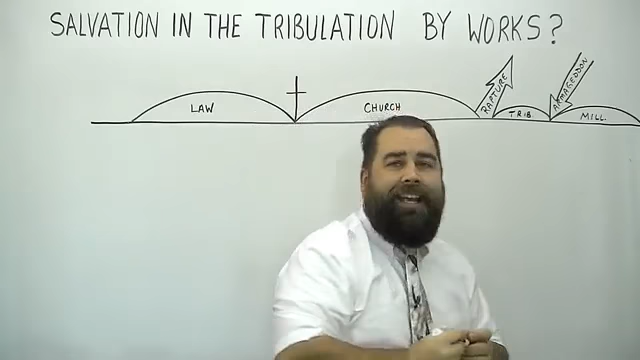 SALVATION IN THE TRIBULATION BY WORKS?
LAW
CHURCH
RAPTURE
TRIB.
ARMAGEDDON
MILL.